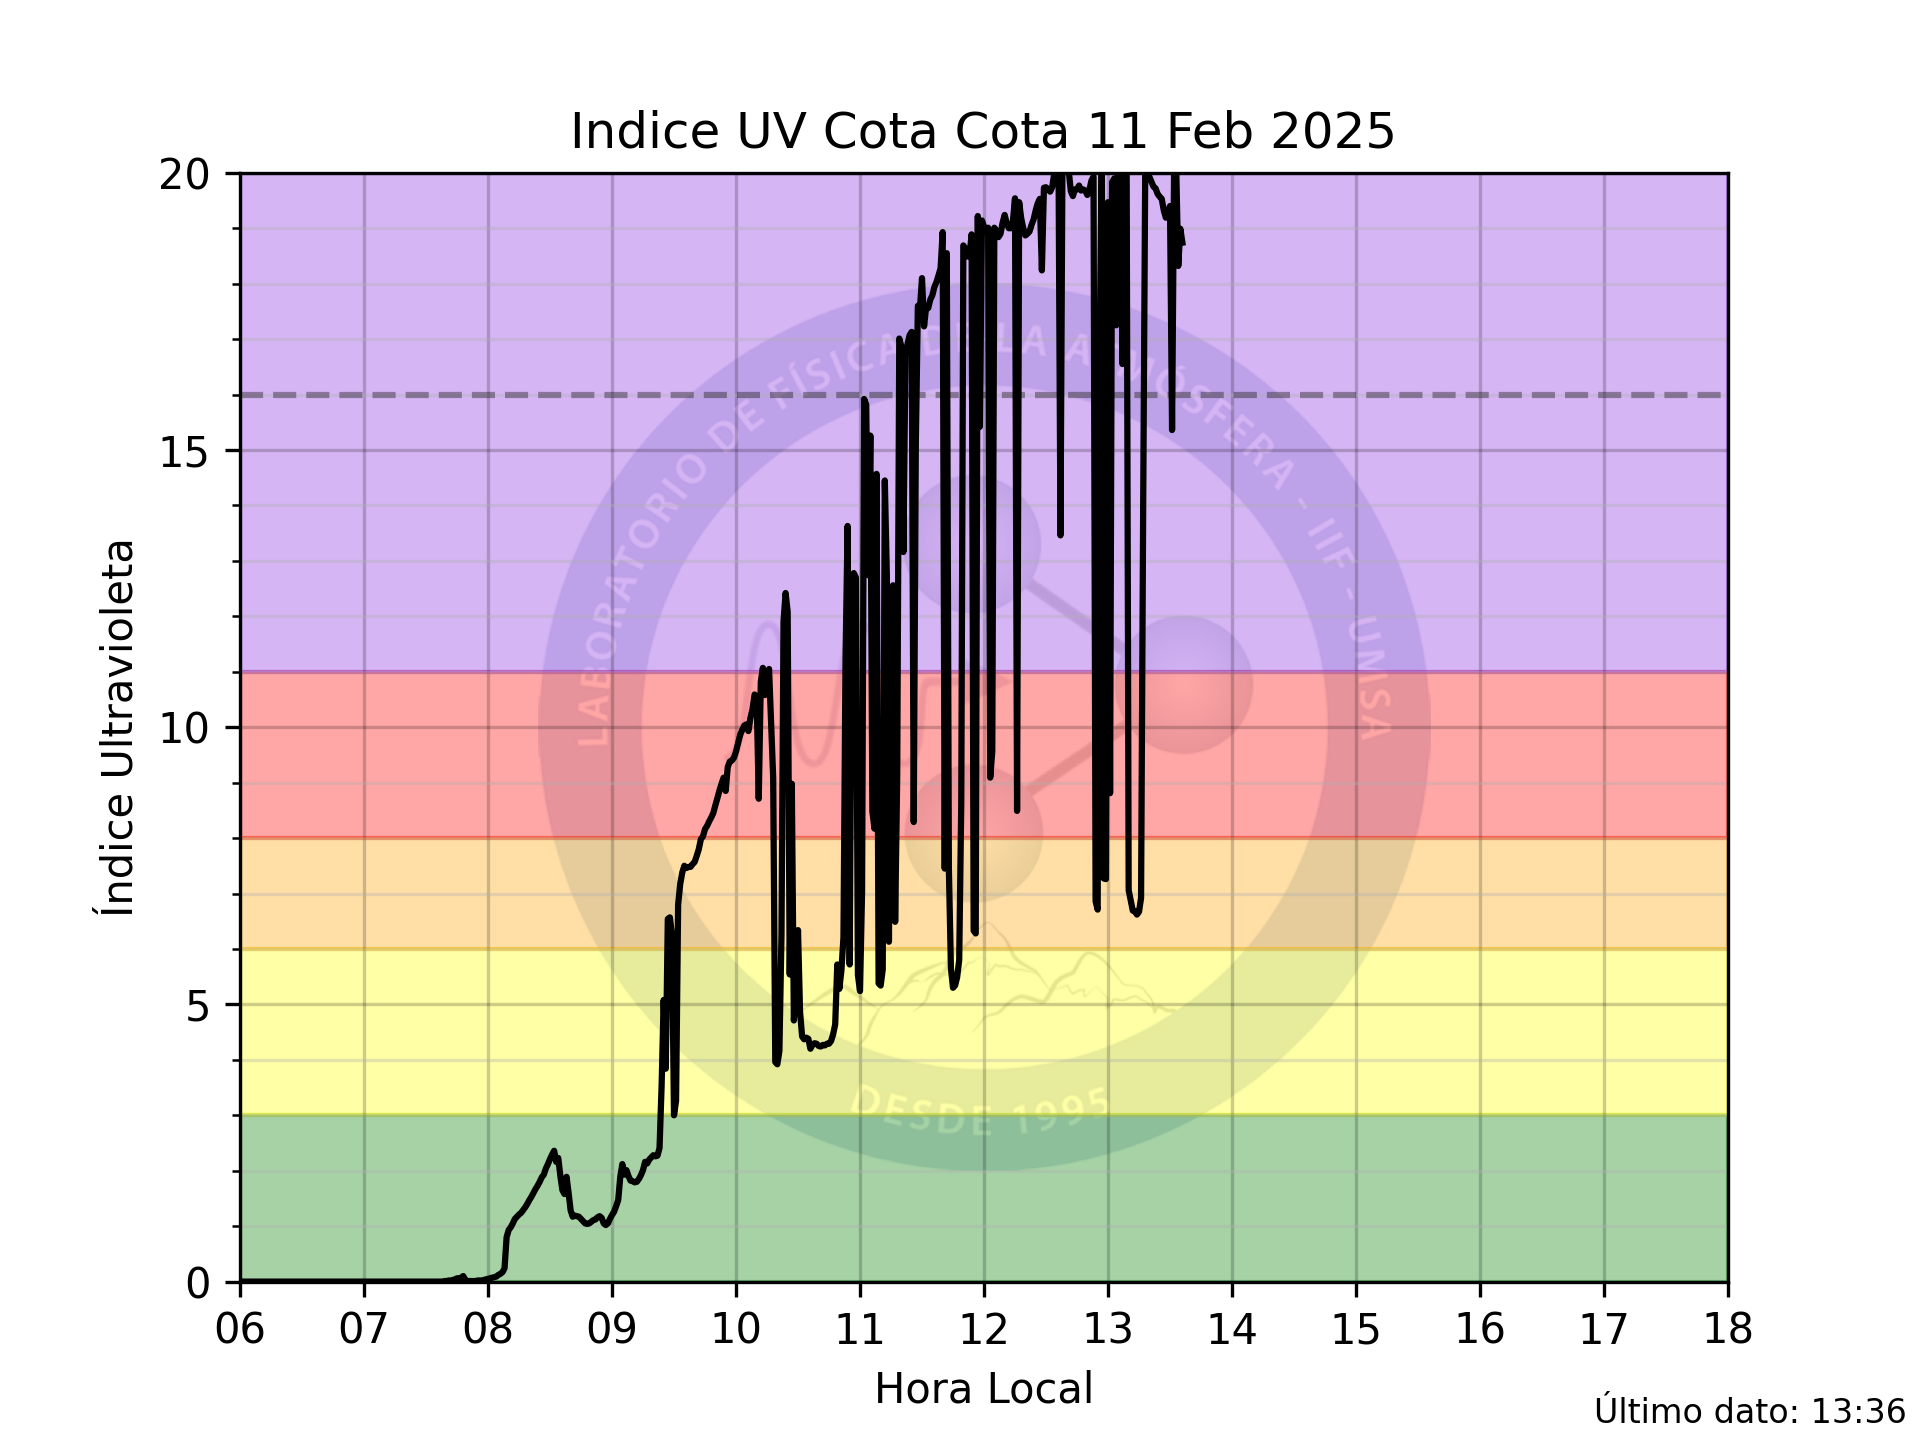 Indice UV Cota Cota 11 Feb 2025
20
15
10
5
0
Índice Ultravioleta
LABORATORIO DE FÍSICA DE LA ATMÓSFERA - IIF - UMSA
DESDE 1995
06 07 08 09 10 11 12 13 14 15 16 17 18
Hora Local
Último dato: 13:36